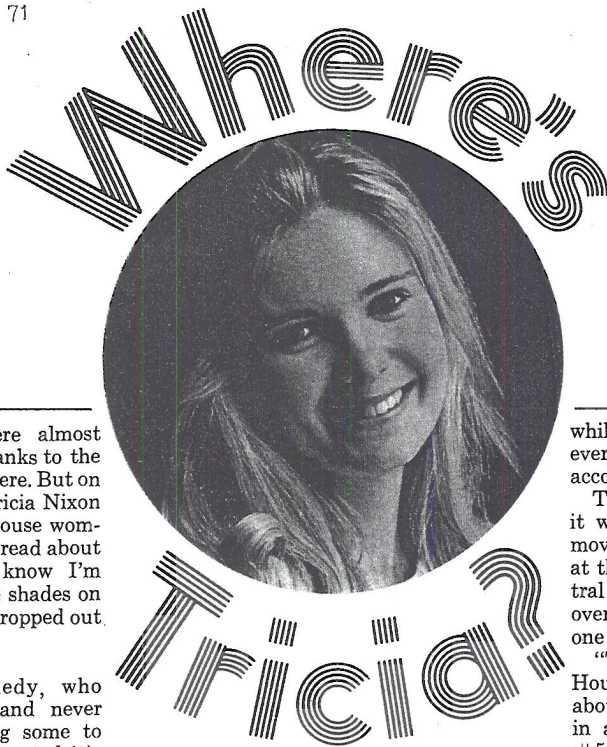 71
Where's
Tricia?
ere almost
anks to the
ere. But on
ricia Nixon
ouse wom-
read about
know I'm
shades on
ropped out
edy, who
and never
g some to
whil
ever
acco
T
it w
mov
at th
tral
over
one
"'
Hou
abou
in a